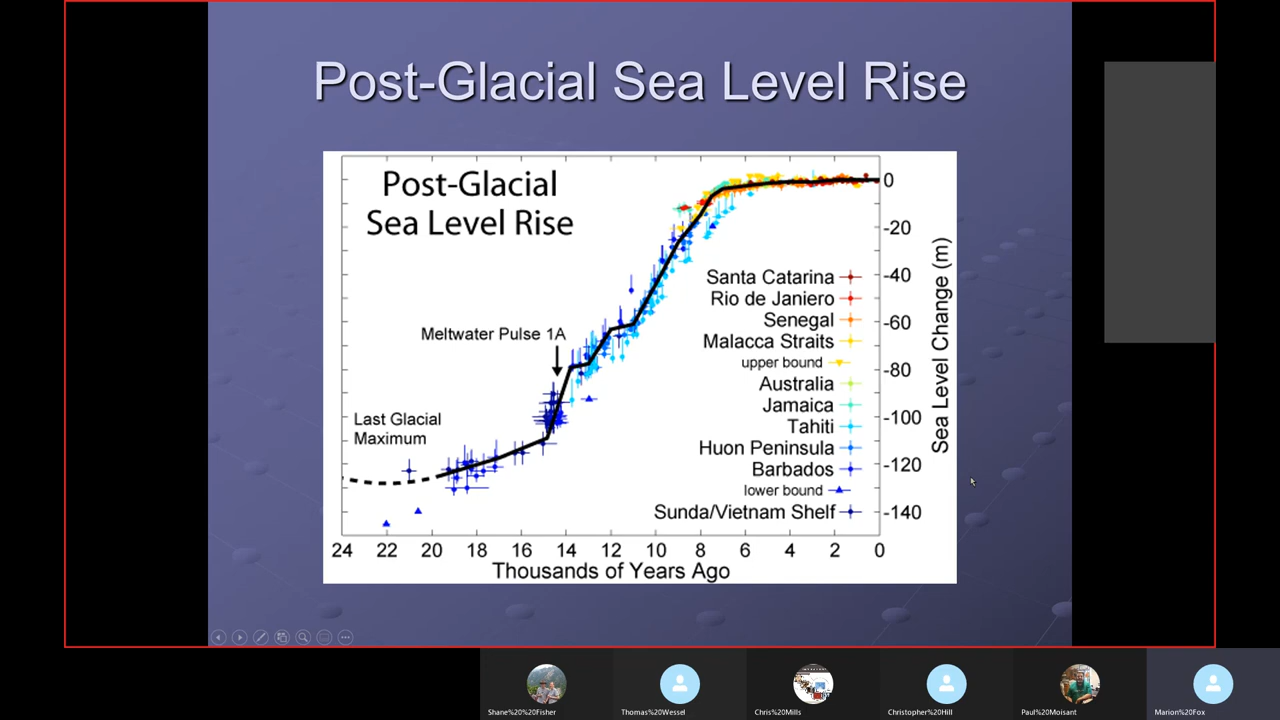 Post-Glacial Sea Level Rise
Post-Glacial
Sea Level Rise
Meltwater Pulse 1A
Last Glacial
Maximum
Santa Catarina
Rio de Janiero
Senegal
Malacca Straits
upper bound
Australia
Jamaica
Tahiti
Huon Peninsula
Barbados
lower bound
Sunda/Vietnam Shelf
0
-20
-40
-60
-80
-100
-120
-140
Sea Level Change (m)
24 22 20 18 16 14 12 10 8 6 4 2 0
Thousands of Years Ago
Shane%20%20Fisher
Thomas%20Wessel
Chris%20Mills
Christopher%20Hill
Paul%20Moisant
Marion%20Fox